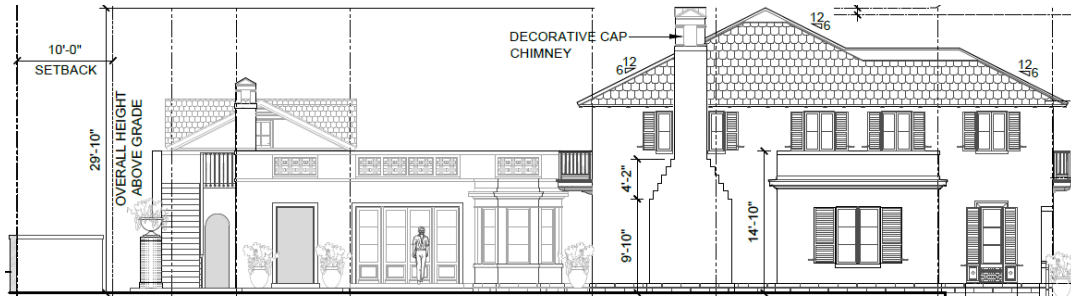 10'-0"
SETBACK
29'-10"
OVERALL HEIGHT
ABOVE GRADE
DECORATIVE CAP
CHIMNEY
12
6
12
6
12
6
4'-2"
9'-10"
14'-10"